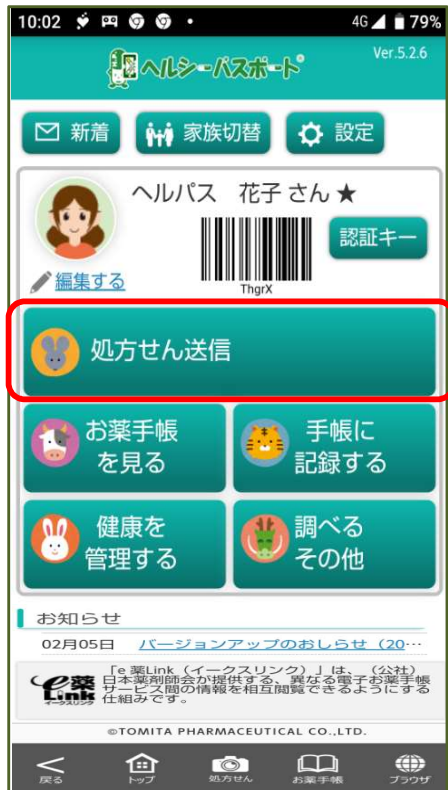 10:02 4G 79%
ヘルシーパスポート
Ver.5.2.6
新着 家族切替 設定
ヘルパス 花子 さん ★
認証キー
編集する
ThgrX
処方せん送信
お薬手帳
を見る
手帳に
記録する
健康を
管理する
調べる
その他
お知らせ
02月05日 バージョンアップのおしらせ（20…
e薬Link イークスリンク
「e 薬Link（イークスリンク）」は、（公社）
日本薬剤師会が提供する、異なる電子お薬手帳
サービス間の情報を相互閲覧できるようにする
仕組みです。
©TOMITA PHARMACEUTICAL CO.,LTD.
戻る トップ 処方せん お薬手帳 ブラウザ